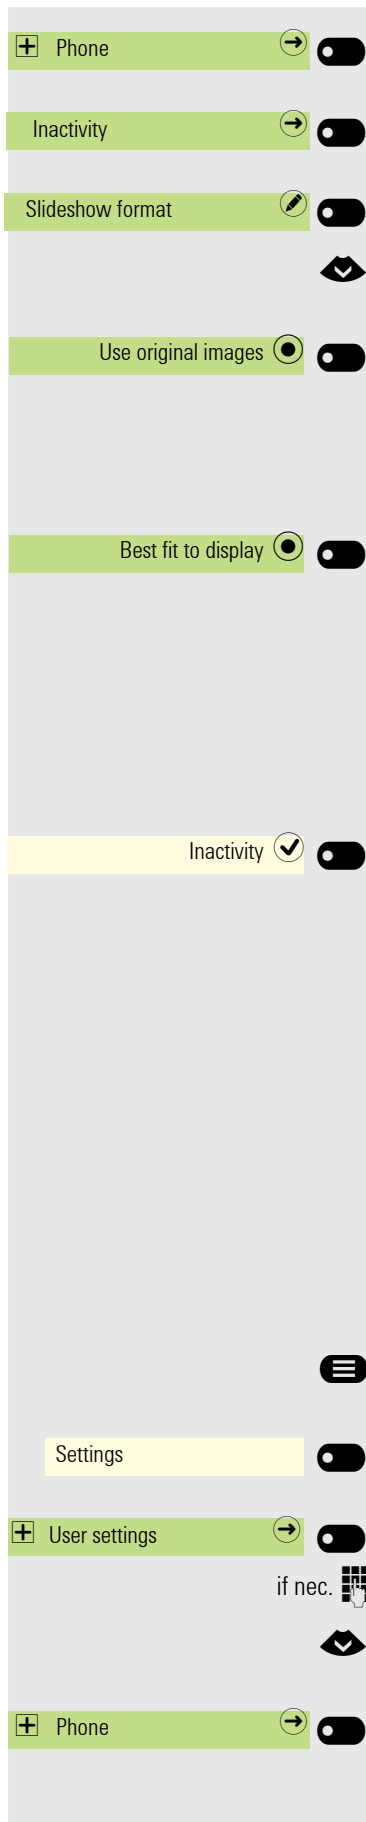 Phone
Inactivity
Slideshow format
Use original images
Best fit to display
Inactivity
Settings
User settings
if nec.
Phone